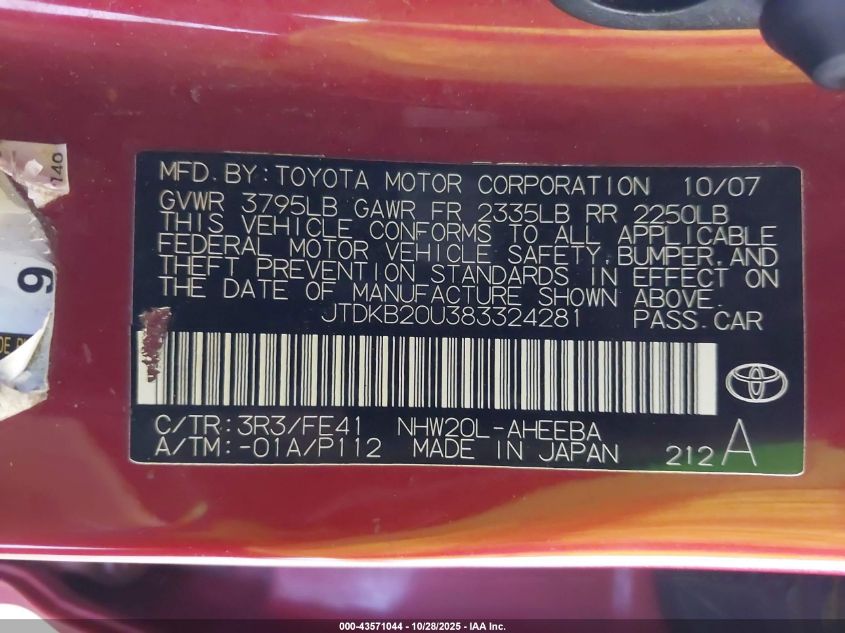 MFD. BY: TOYOTA MOTOR CORPORATION 10/07
GVWR 3795LB GAWR FR 2335LB RR 2250LB
THIS VEHICLE CONFORMS TO ALL APPLICABLE
FEDERAL MOTOR VEHICLE SAFETY, BUMPER, AND
THEFT PREVENTION STANDARDS IN EFFECT ON
THE DATE OF MANUFACTURE SHOWN ABOVE.
JTDKB20U383324281 PASS. CAR
C/TR: 3R3/FE41 NHW20L-AHEEBA
A/TM: -01A/P112 MADE IN JAPAN 212 A
740
9
000-43571044 - 10/28/2025 - IAA Inc.